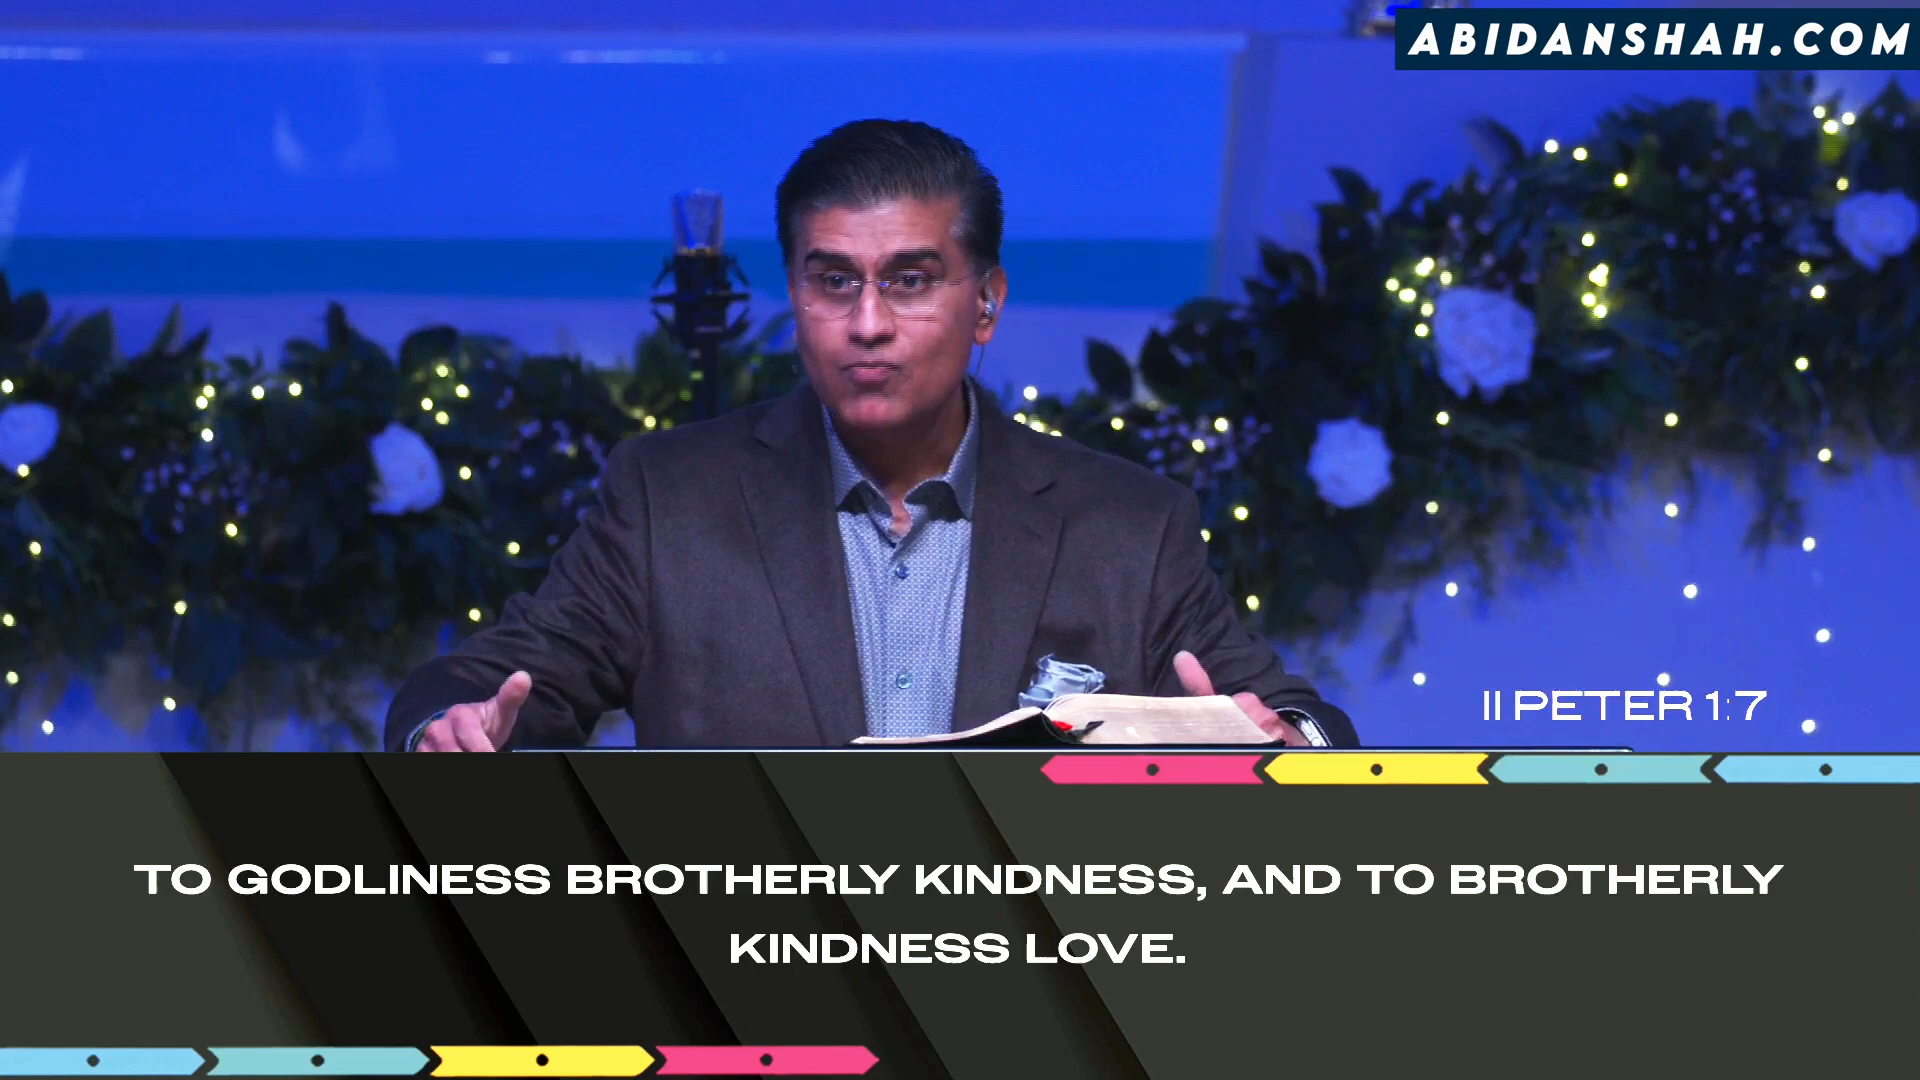 ABIDANSHAH.COM
II PETER 1:7
TO GODLINESS BROTHERLY KINDNESS, AND TO BROTHERLY
KINDNESS LOVE.